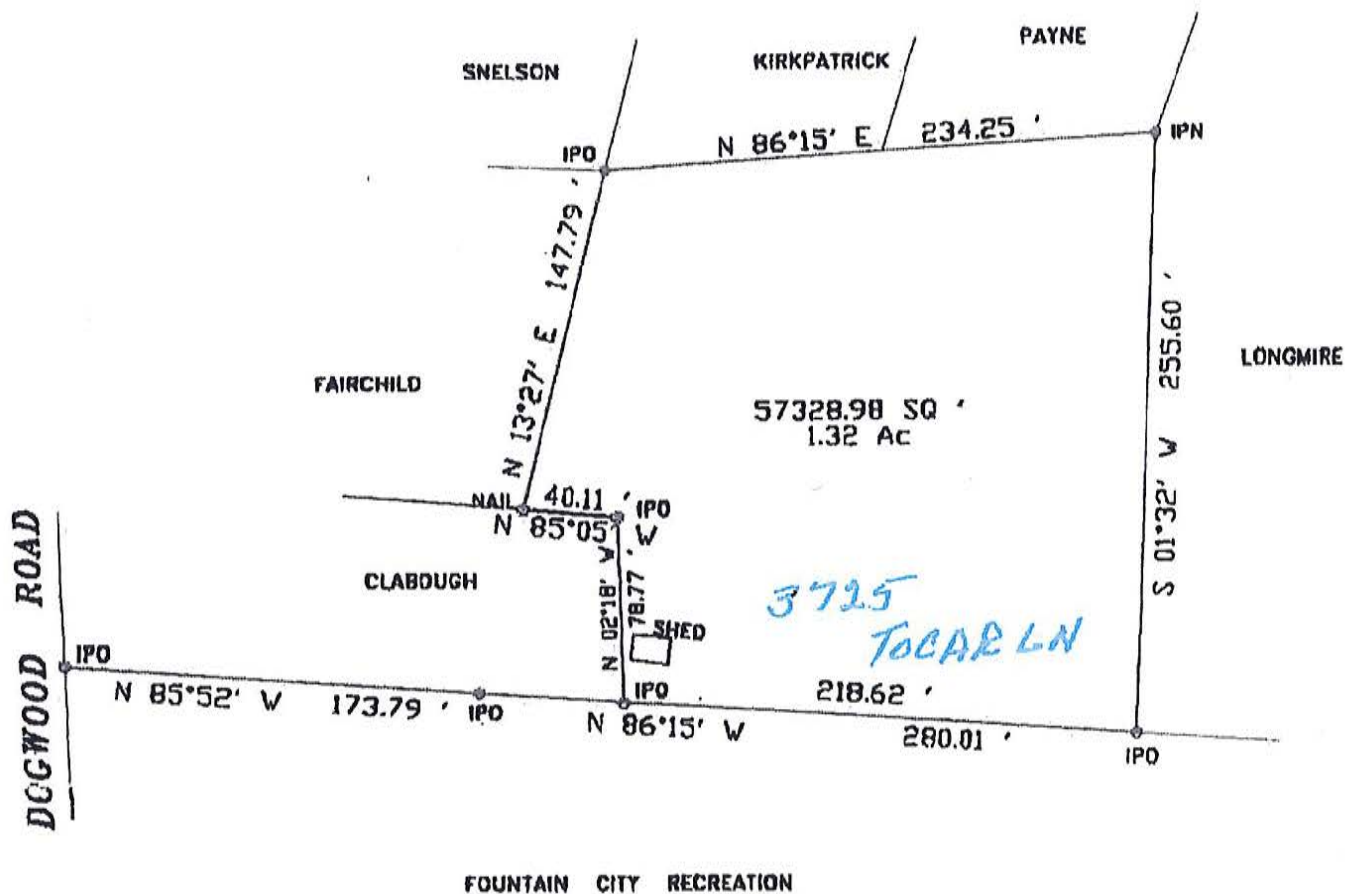 PAYNE
KIRKPATRICK
SNELSON
N 86°15' E 234.25 '
IPN
IPO
N 13°27' E 147.79 '
S 01°32' W 255.60 '
LONGMIRE
FAIRCHILD
57328.98 SQ '
1.32 Ac
NAIL 40.11 '
IPO
N 85°05' W
DOGWOOD ROAD
CLABOUGH
N 02°18' W
78.77 '
SHED
3725
TOCAR LN
IPO
N 85°52' W 173.79 '
IPO
IPO
218.62 '
N 86°15' W
280.01 '
IPO
FOUNTAIN CITY RECREATION